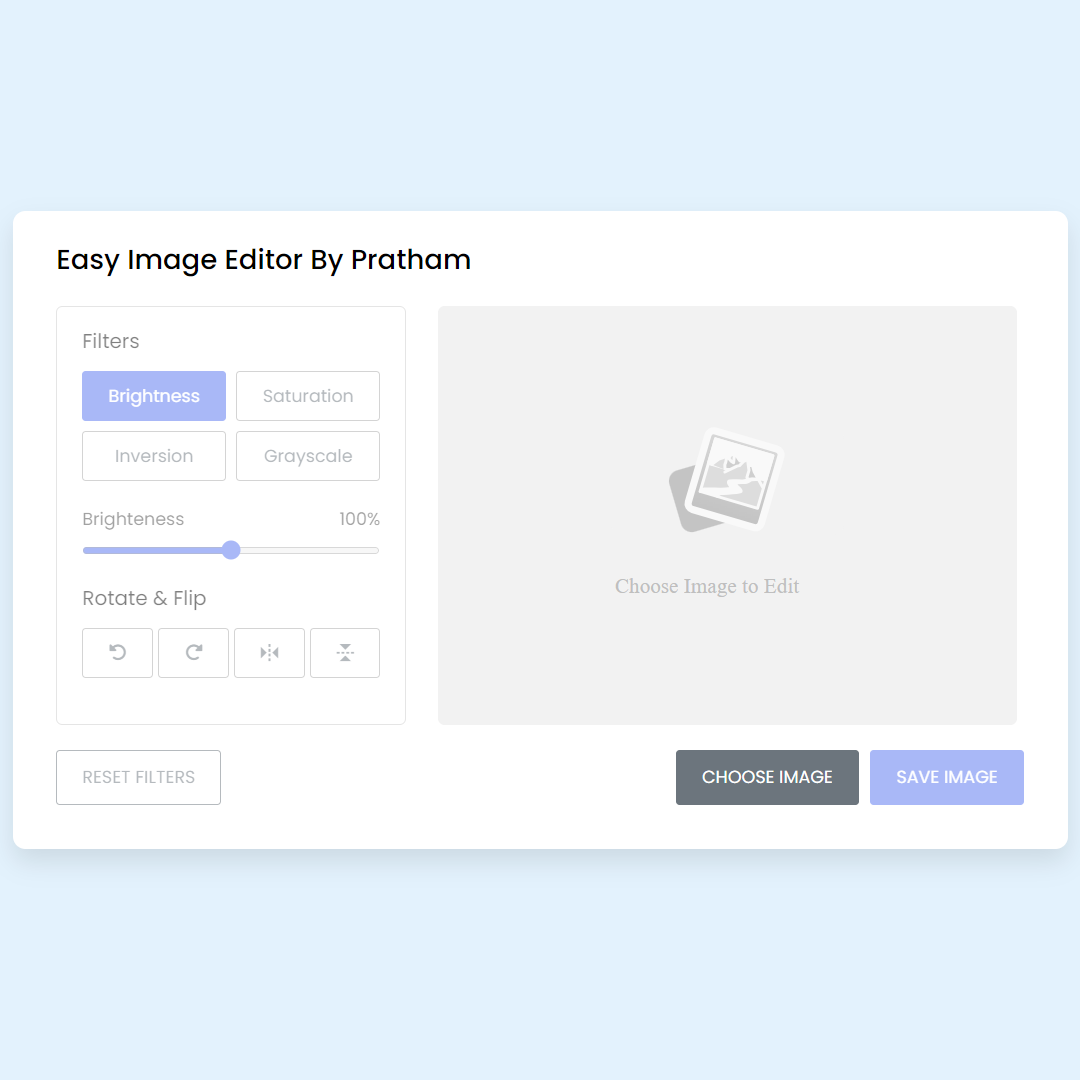 Easy Image Editor By Pratham
Filters
Brightness
Saturation
Inversion
Grayscale
Brighteness 100%
Rotate & Flip
Choose Image to Edit
RESET FILTERS
CHOOSE IMAGE
SAVE IMAGE